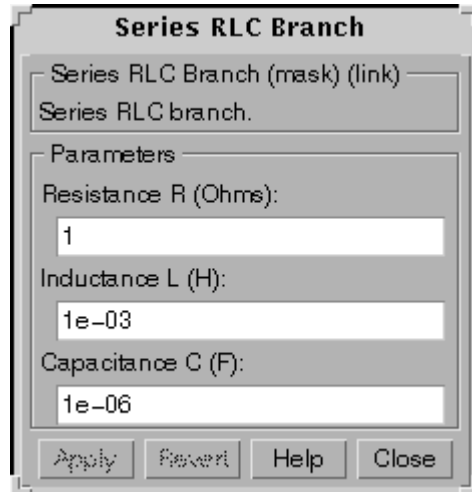 Series RLC Branch
Series RLC Branch (mask) (link)
Series RLC branch.
Parameters
Resistance R (Ohms):
1
Inductance L (H):
1e-03
Capacitance C (F):
1e-06
Apply Revert Help Close